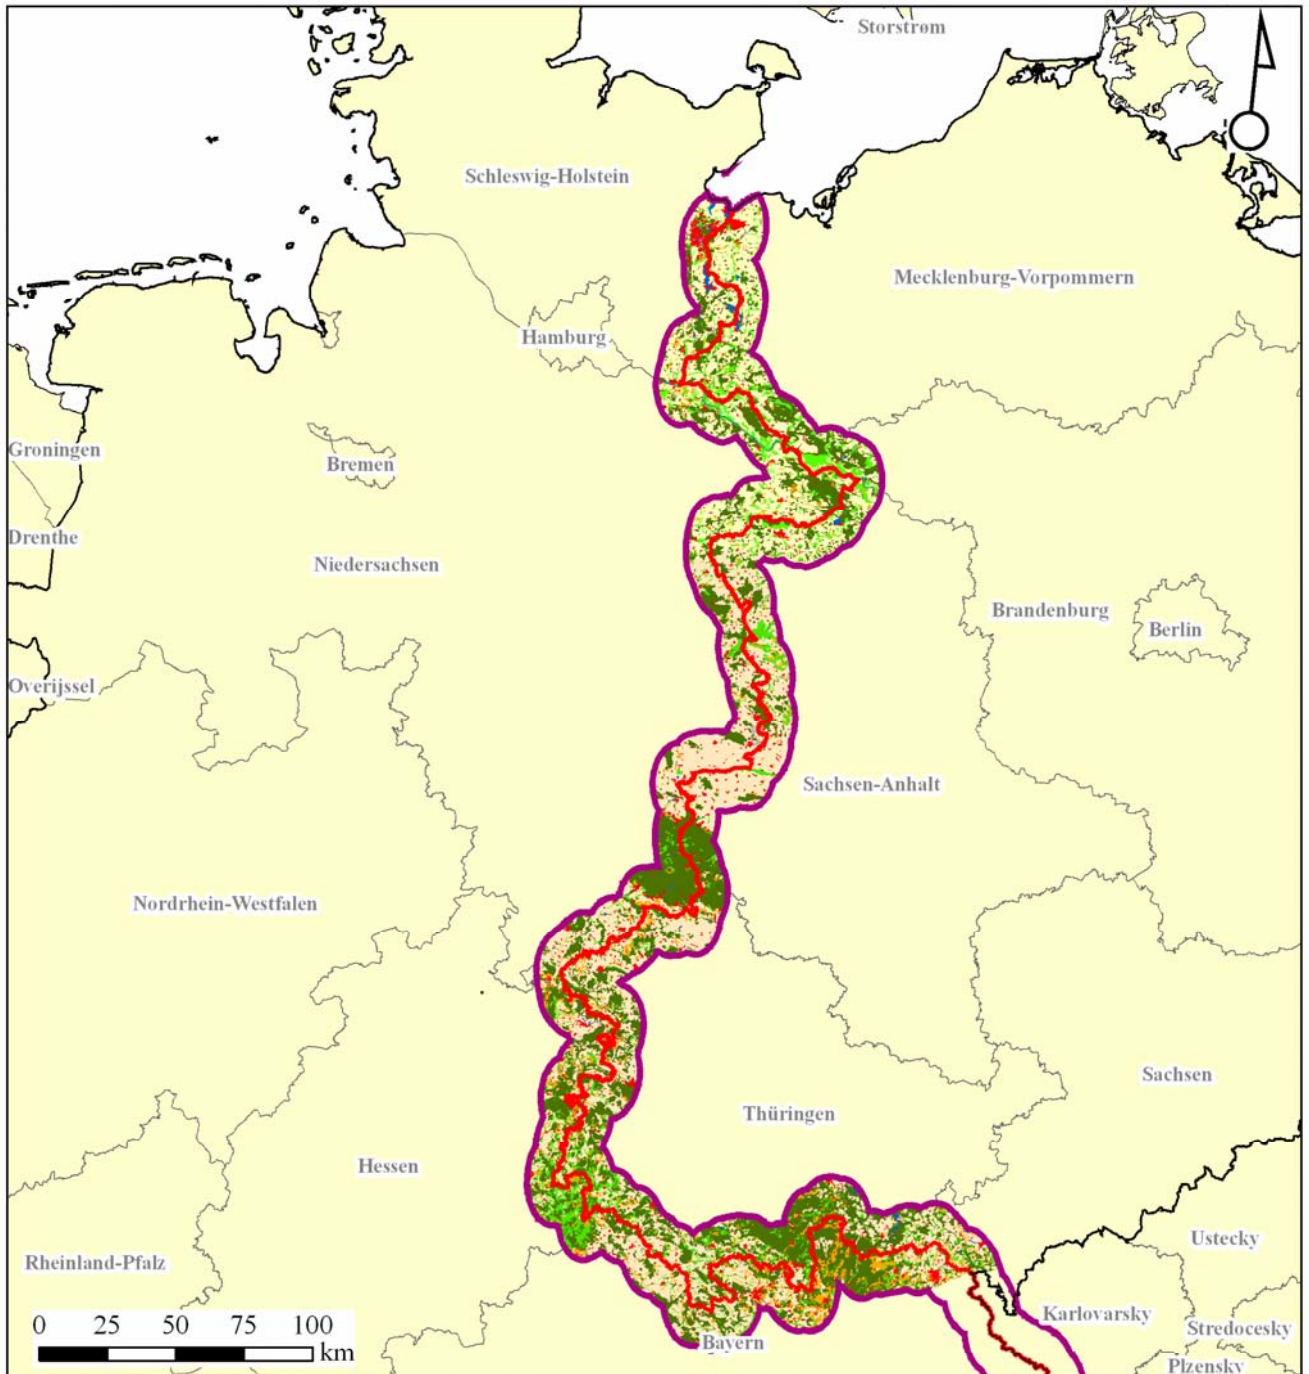 Storstrøm
Schleswig-Holstein
Mecklenburg-Vorpommern
Hamburg
Groningen
Bremen
Drenthe
Niedersachsen
Brandenburg
Berlin
Overijssel
Sachsen-Anhalt
Nordrhein-Westfalen
Sachsen
Thüringen
Hessen
Ustecky
Rheinland-Pfalz
Karlovarsky
Stredocesky
Bayern
Plzensky
0 25 50 75 100
km